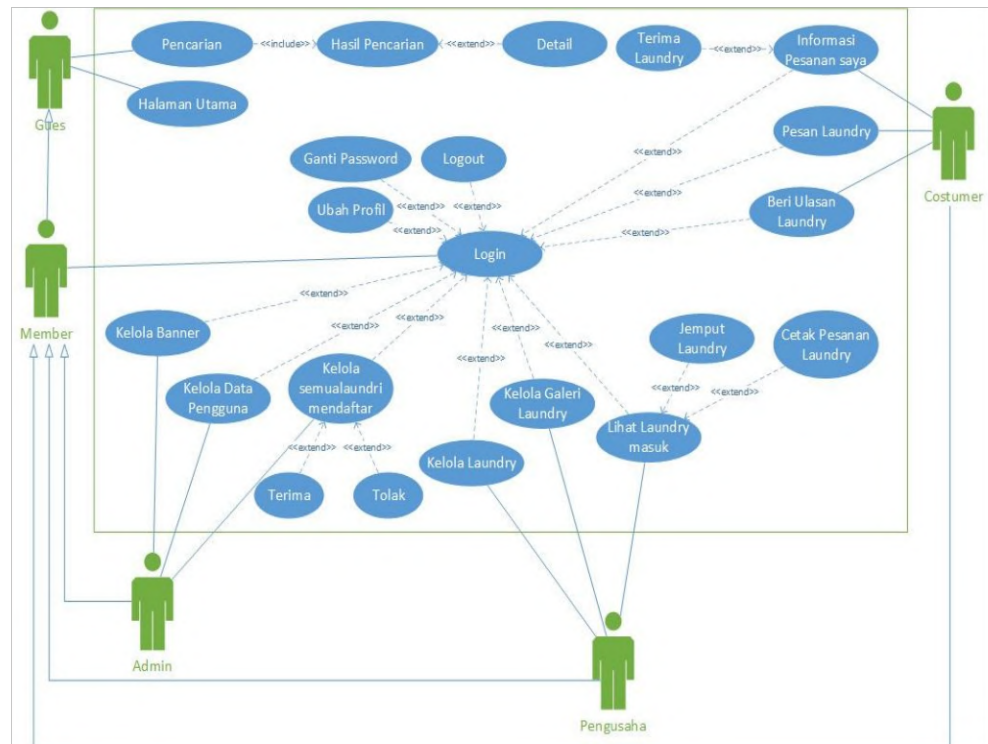 Pencarian
<<include>>
Hasil Pencarian
<<extend>>
Detail
Terima
Laundry
<<extend>>
Informasi
Pesanan saya
Halaman Utama
Gues
Ganti Password
Logout
<<extend>>
Pesan Laundry
<<extend>>
Ubah Profil
<<extend>>
<<extend>>
<<extend>>
Beri Ulasan
Laundry
Costumer
<<extend>>
Login
Member
<<extend>>
Kelola Banner
<<extend>>
<<extend>>
<<extend>>
<<extend>>
<<extend>>
Jemput
Laundry
Cetak Pesanan
Laundry
Kelola Data
Pengguna
Kelola
semualaundri
mendaftar
Kelola Galeri
Laundry
<<extend>>
<<extend>>
Lihat Laundry
masuk
<<extend>>
<<extend>>
Kelola Laundry
Terima
Tolak
Admin
Pengusaha